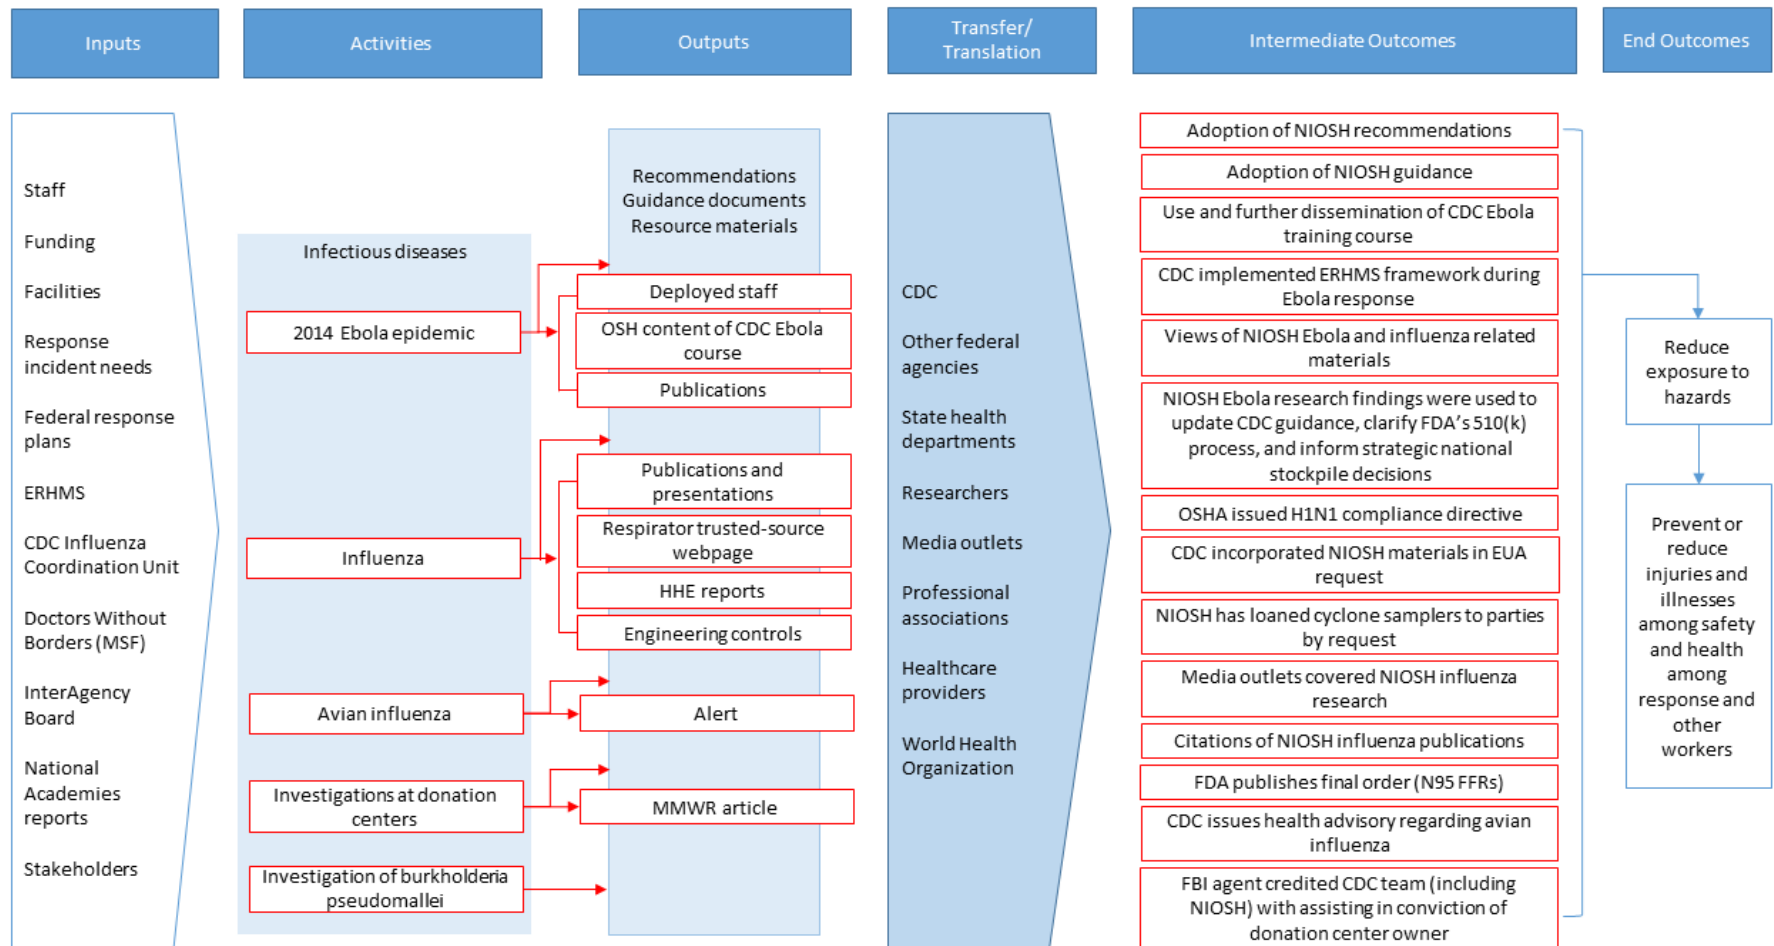 Inputs
Activities
Outputs
Transfer/
Translation
Intermediate Outcomes
End Outcomes
Staff
Funding
Facilities
Response
incident needs
Federal response
plans
ERHMS
CDC Influenza
Coordination Unit
Doctors Without
Borders (MSF)
InterAgency
Board
National
Academies
reports
Stakeholders
Infectious diseases
2014 Ebola epidemic
Influenza
Avian influenza
Investigations at donation
centers
Investigation of burkholderia
pseudomallei
Recommendations
Guidance documents
Resource materials
Deployed staff
OSH content of CDC Ebola
course
Publications
Publications and
presentations
Respirator trusted-source
webpage
HHE reports
Engineering controls
Alert
MMWR article
CDC
Other federal
agencies
State health
departments
Researchers
Media outlets
Professional
associations
Healthcare
providers
World Health
Organization
Adoption of NIOSH recommendations
Adoption of NIOSH guidance
Use and further dissemination of CDC Ebola
training course
CDC implemented ERHMS framework during
Ebola response
Views of NIOSH Ebola and influenza related
materials
NIOSH Ebola research findings were used to
update CDC guidance, clarify FDA's 510(k)
process, and inform strategic national
stockpile decisions
OSHA issued H1N1 compliance directive
CDC incorporated NIOSH materials in EUA
request
NIOSH has loaned cyclone samplers to parties
by request
Media outlets covered NIOSH influenza
research
Citations of NIOSH influenza publications
FDA publishes final order (N95 FFRs)
CDC issues health advisory regarding avian
influenza
FBI agent credited CDC team (including
NIOSH) with assisting in conviction of
donation center owner
Reduce
exposure to
hazards
Prevent or
reduce
injuries and
illnesses
among safety
and health
among
response and
other
workers